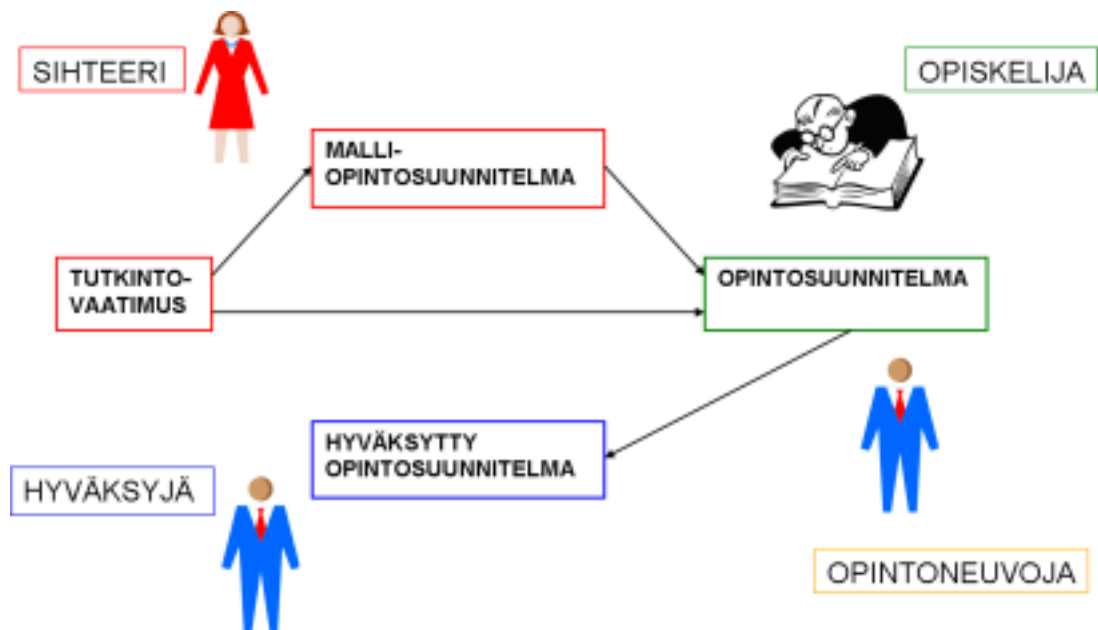 SIHTEERI
OPISKELIJA
MALLI-
OPINTOSUUNNITELMA
TUTKINTO-
VAATIMUS
OPINTOSUUNNITELMA
HYVÄKSYTTY
OPINTOSUUNNITELMA
HYVÄKSYJÄ
OPINTONEUVOJA